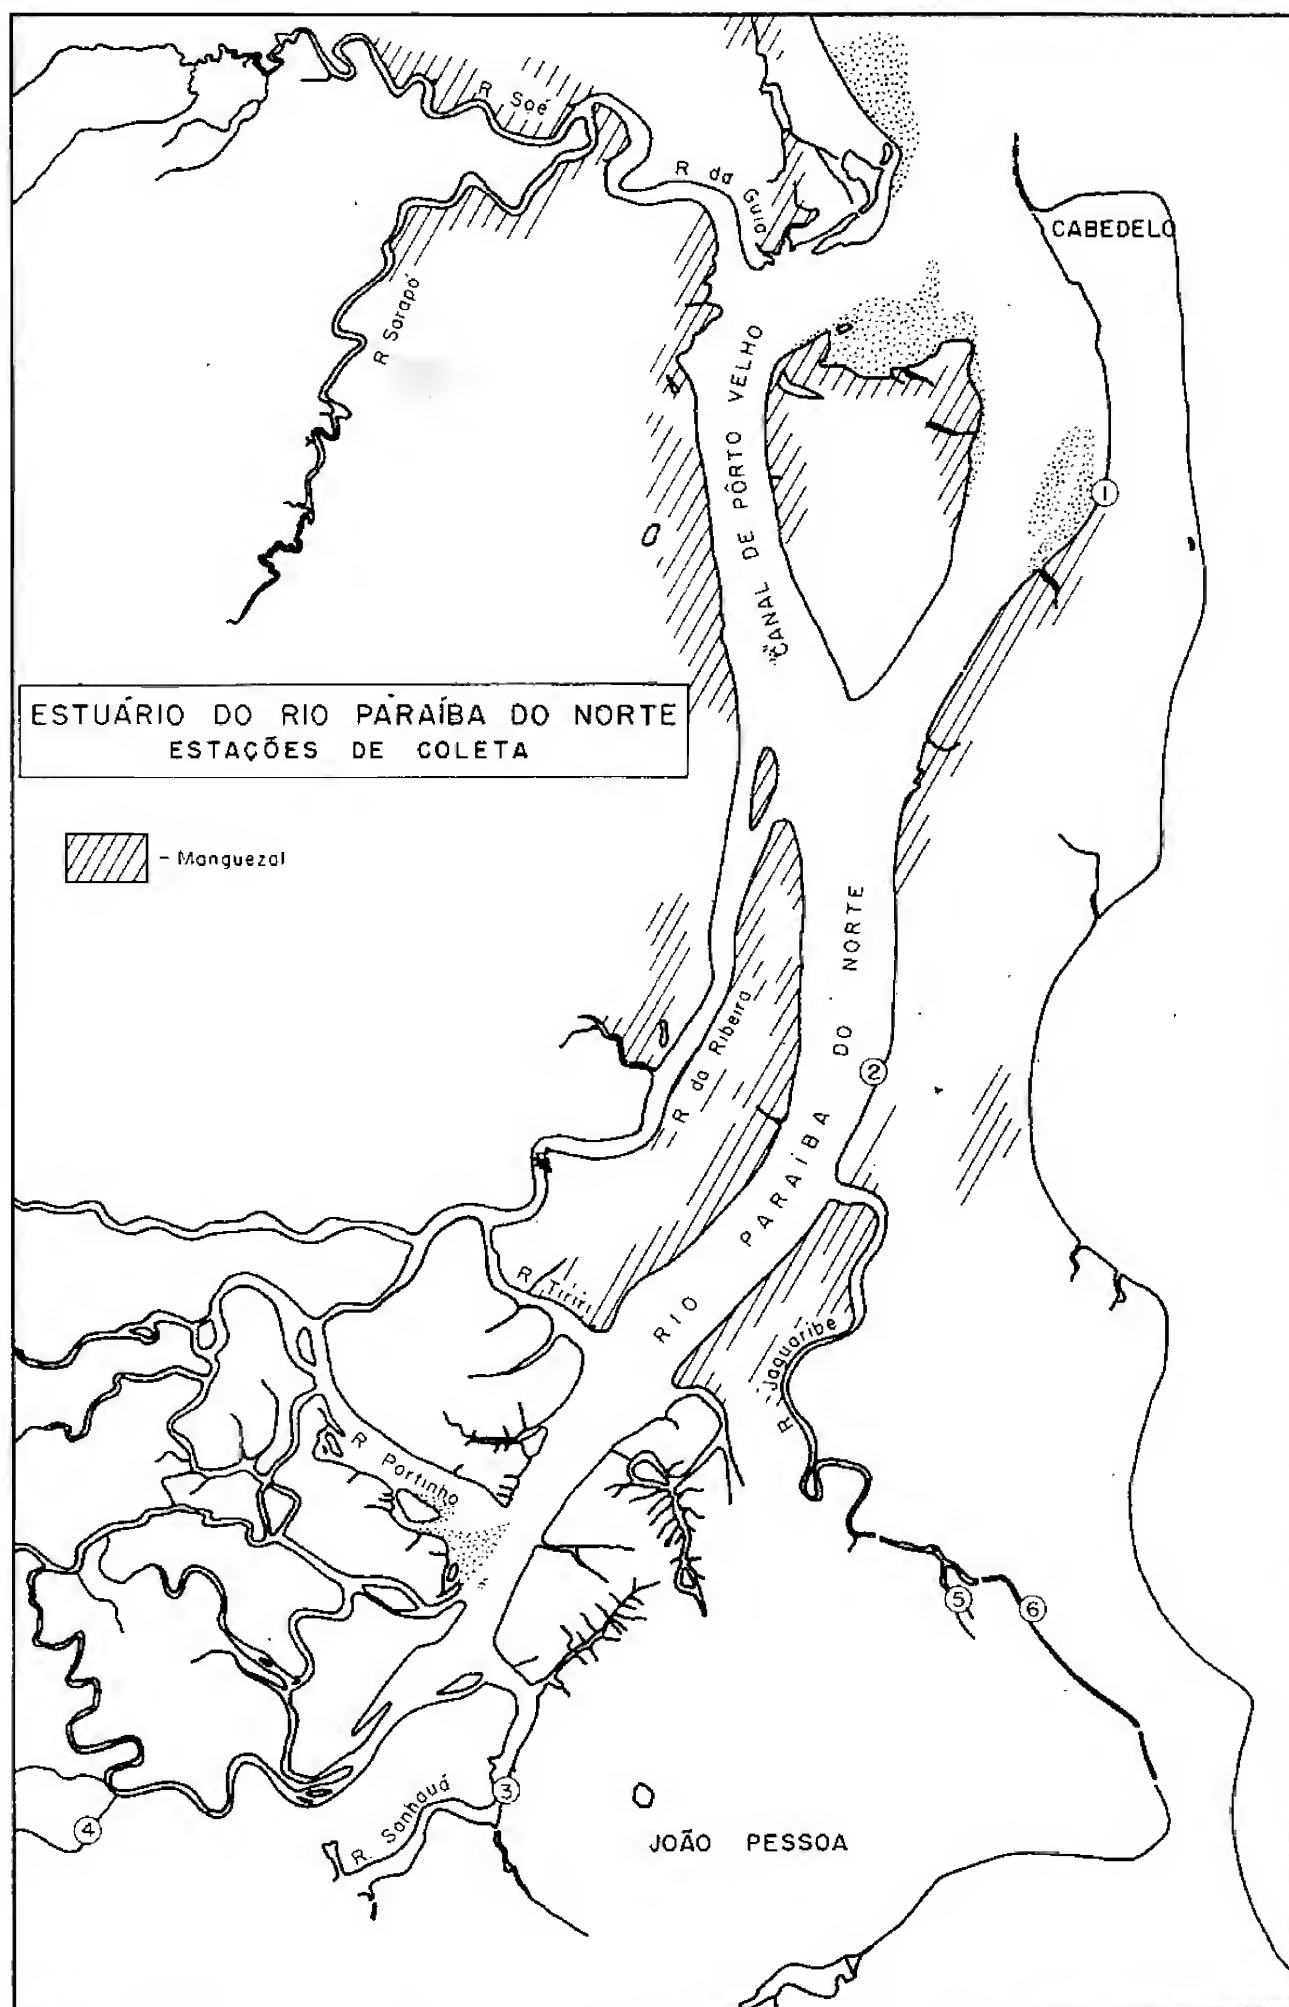 R Soé
R da Guia
CABEDELO
R Sarapó
CANAL DE PÔRTO VELHO
1
ESTUÁRIO DO RIO PARAÍBA DO NORTE
ESTAÇÕES DE COLETA
- Manguezal
R da Ribeira
2
RIO PARAÍBA DO NORTE
R Tiriri
R. Jaguaribe
R Portinho
5
6
3
R. Sanhauá
4
JOÃO PESSOA